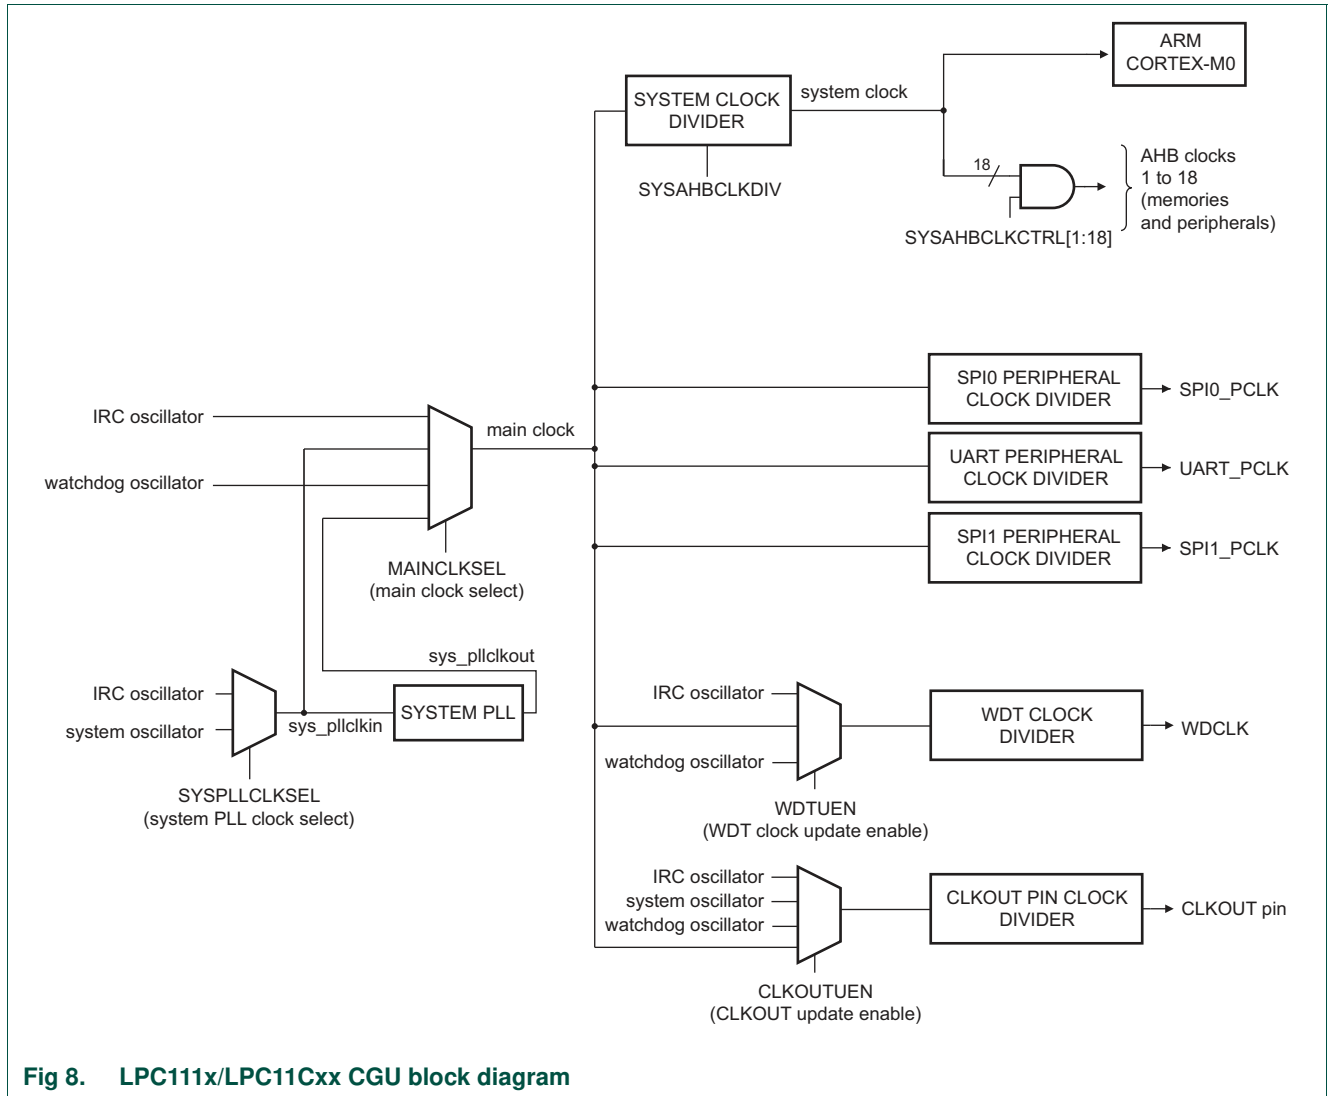 ARM
CORTEX-M0
SYSTEM CLOCK
DIVIDER
system clock
SYSAHBCLKDIV
18
AHB clocks
1 to 18
(memories
and peripherals)
SYSAHBCLKCTRL[1:18]
SPI0 PERIPHERAL
CLOCK DIVIDER
SPI0_PCLK
IRC oscillator
main clock
UART PERIPHERAL
CLOCK DIVIDER
UART_PCLK
watchdog oscillator
SPI1 PERIPHERAL
CLOCK DIVIDER
SPI1_PCLK
MAINCLKSEL
(main clock select)
sys_pllclkout
IRC oscillator
system oscillator
sys_pllclkin
SYSTEM PLL
SYSPLLCLKSEL
(system PLL clock select)
IRC oscillator
watchdog oscillator
WDT CLOCK
DIVIDER
WDCLK
WDTUEN
(WDT clock update enable)
IRC oscillator
system oscillator
watchdog oscillator
CLKOUT PIN CLOCK
DIVIDER
CLKOUT pin
CLKOUTUEN
(CLKOUT update enable)
Fig 8. LPC111x/LPC11Cxx CGU block diagram